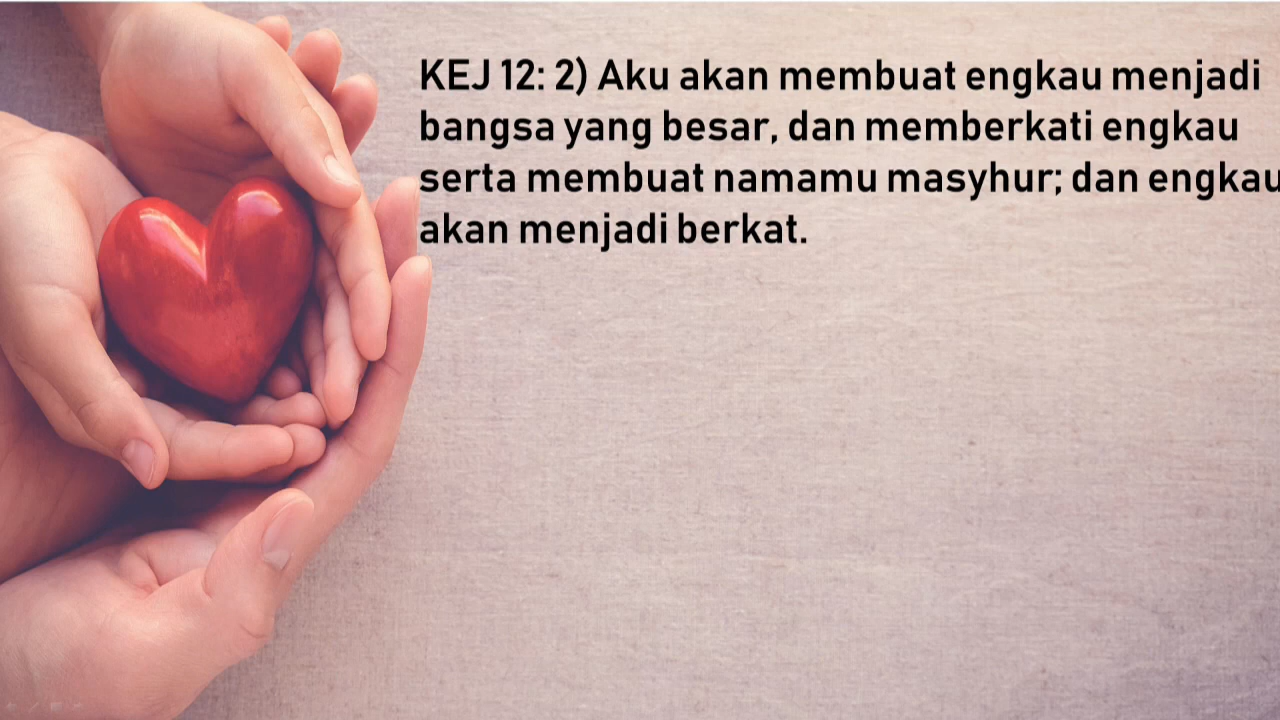 KEJ 12: 2) Aku akan membuat engkau menjadi
bangsa yang besar, dan memberkati engkau
serta membuat namamu masyhur; dan engkau
akan menjadi berkat.